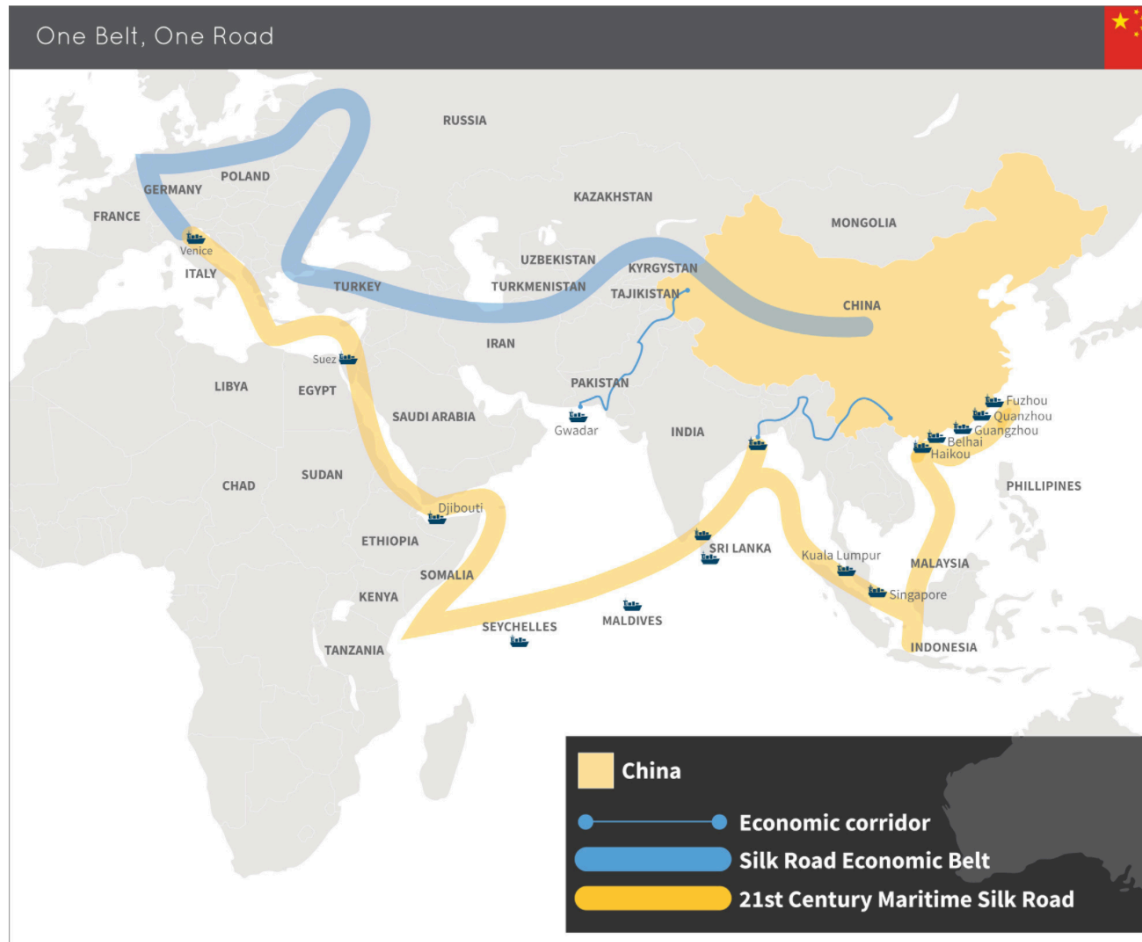 One Belt, One Road
RUSSIA
POLAND
GERMANY
FRANCE
KAZAKHSTAN
MONGOLIA
Venice
ITALY
UZBEKISTAN
KYRGYSTAN
TURKEY
TURKMENISTAN
TAJIKISTAN
CHINA
IRAN
Suez
LIBYA
EGYPT
PAKISTAN
SAUDI ARABIA
Gwadar
INDIA
Fuzhou
Quanzhou
Guangzhou
Belhai
Haikou
SUDAN
CHAD
PHILLIPINES
Djibouti
ETHIOPIA
SRI LANKA
Kuala Lumpur
MALAYSIA
SOMALIA
KENYA
Singapore
MALDIVES
SEYCHELLES
TANZANIA
INDONESIA
China
Economic corridor
Silk Road Economic Belt
21st Century Maritime Silk Road